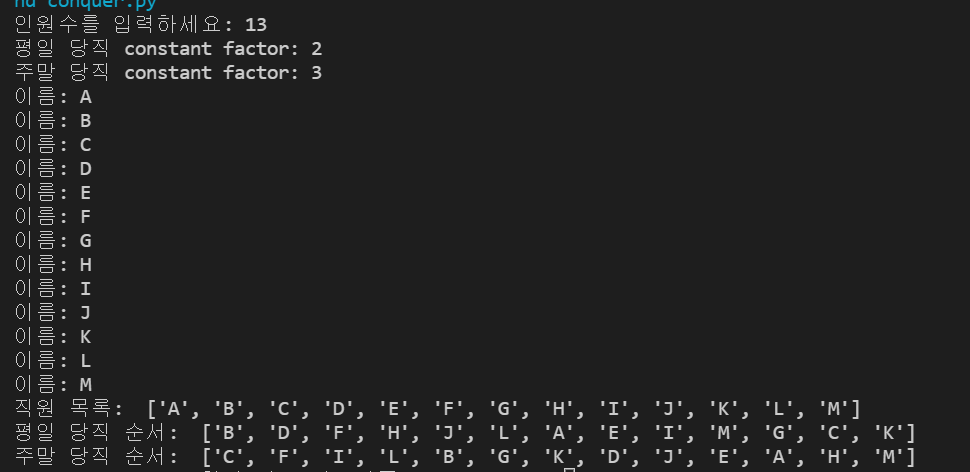 nd conquer.py
인원수를 입력하세요: 13
평일 당직 constant factor: 2
주말 당직 constant factor: 3
이름: A
이름: B
이름: C
이름: D
이름: E
이름: F
이름: G
이름: H
이름: I
이름: J
이름: K
이름: L
이름: M
직원 목록:  ['A', 'B', 'C', 'D', 'E', 'F', 'G', 'H', 'I', 'J', 'K', 'L', 'M']
평일 당직 순서:  ['B', 'D', 'F', 'H', 'J', 'L', 'A', 'E', 'I', 'M', 'G', 'C', 'K']
주말 당직 순서:  ['C', 'F', 'I', 'L', 'B', 'G', 'K', 'D', 'J', 'E', 'A', 'H', 'M']